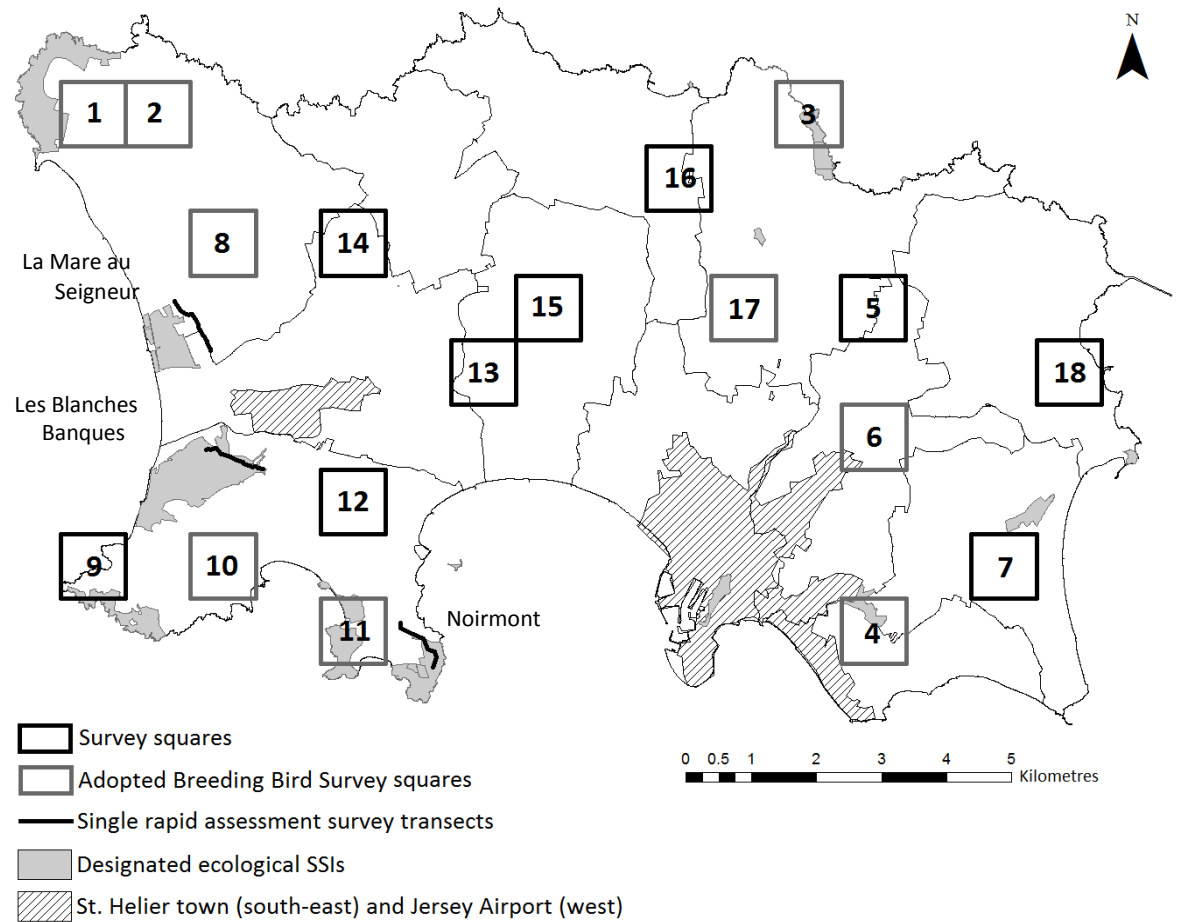 N
1
2
3
16
8
14
La Mare au
Seigneur
15
17
5
13
18
Les Blanches
Banques
6
12
9
10
7
11
Noirmont
4
Survey squares
Adopted Breeding Bird Survey squares
Single rapid assessment survey transects
Designated ecological SSIs
St. Helier town (south-east) and Jersey Airport (west)
0 0.5 1 2 3 4 5
Kilometres